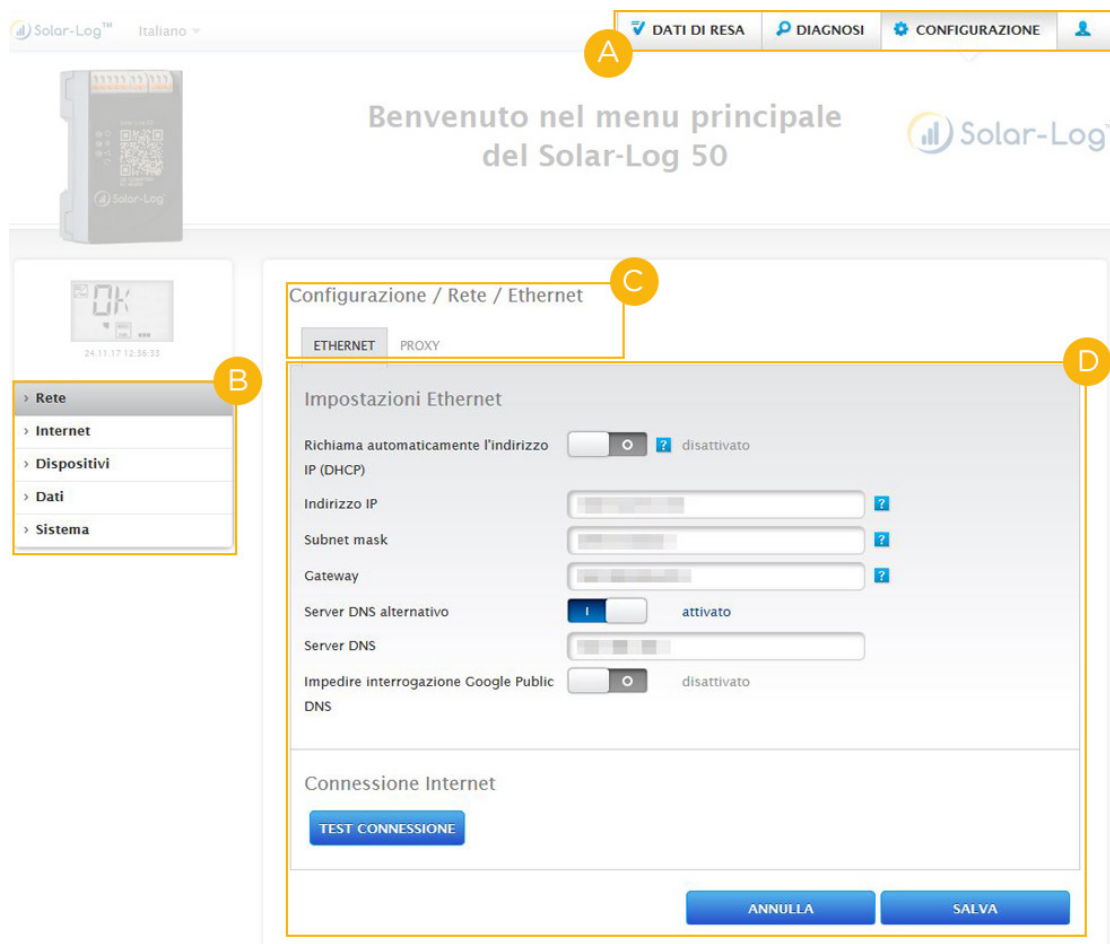 Solar-Log™ Italiano
DATI DI RESA DIAGNOSI CONFIGURAZIONE
A
Benvenuto nel menu principale
del Solar-Log 50
Solar-Log™
Solar-Log
OK
24.11.17 12:36:33
B
> Rete
> Internet
> Dispositivi
> Dati
> Sistema
C
Configurazione / Rete / Ethernet
ETHERNET PROXY
D
Impostazioni Ethernet
Richiama automaticamente l'indirizzo
IP (DHCP)
O ? disattivato
Indirizzo IP ?
Subnet mask ?
Gateway ?
Server DNS alternativo I attivato
Server DNS
Impedire interrogazione Google Public
DNS
O disattivato
Connessione Internet
TEST CONNESSIONE
ANNULLA SALVA